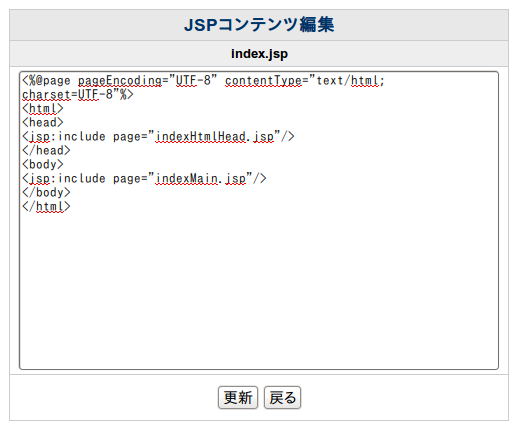 JSPコンテンツ編集
index.jsp
<%@page pageEncoding="UTF-8" contentType="text/html;
charset=UTF-8"%>
<html>
<head>
<jsp:include page="indexHtmlHead.jsp"/>
</head>
<body>
<jsp:include page="indexMain.jsp"/>
</body>
</html>
更新 戻る